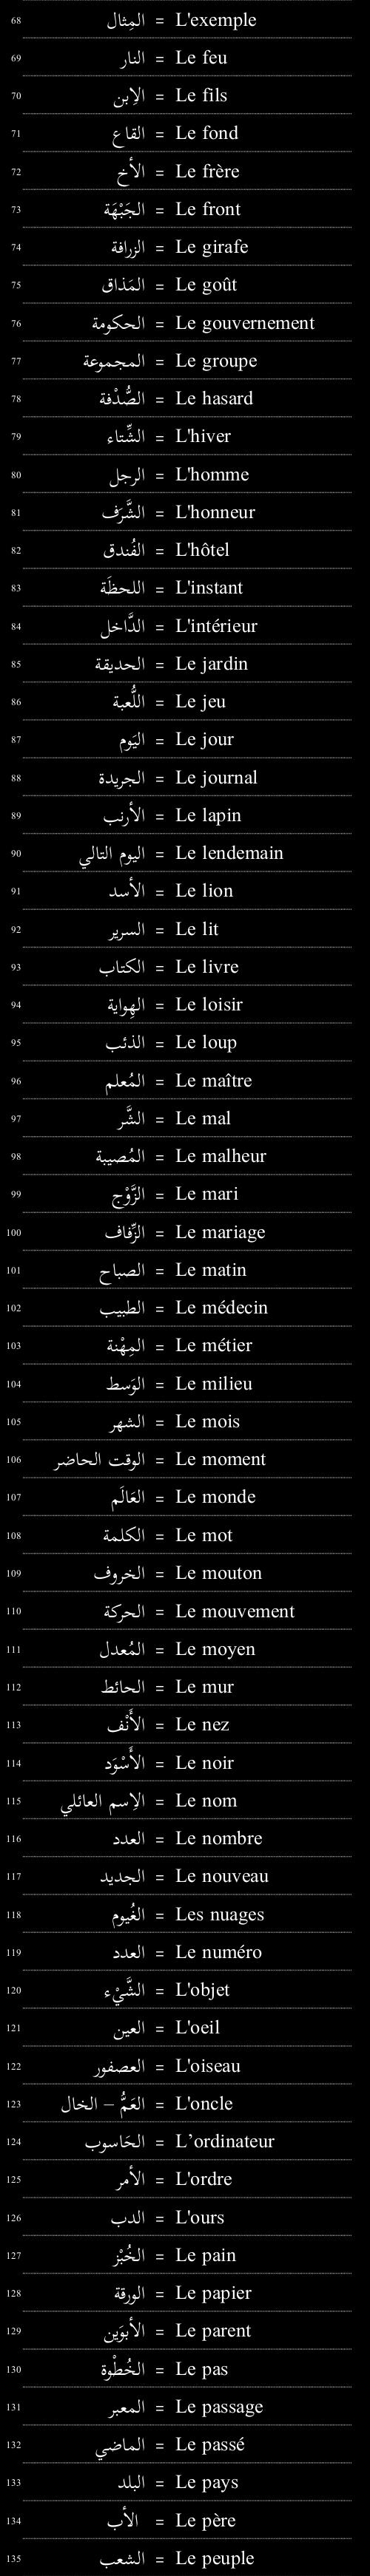 68 المِثال = L'exemple
69 النار = Le feu
70 الاِبن = Le fils
71 القاع = Le fond
72 الأخ = Le frère
73 الجَبْهَة = Le front
74 الزرافة = Le girafe
75 المَذاق = Le goût
76 الحكومة = Le gouvernement
77 المجموعة = Le groupe
78 الصُّدْفة = Le hasard
79 الشِّتاء = L'hiver
80 الرجل = L'homme
81 الشَّرَف = L'honneur
82 الفُندق = L'hôtel
83 اللحظَة = L'instant
84 الدَّاخل = L'intérieur
85 الحديقة = Le jardin
86 اللُّعبة = Le jeu
87 اليَوم = Le jour
88 الجريدة = Le journal
89 الأرنب = Le lapin
90 اليوم التالي = Le lendemain
91 الأسد = Le lion
92 السرير = Le lit
93 الكتاب = Le livre
94 الهِواية = Le loisir
95 الذئب = Le loup
96 المُعلم = Le maître
97 الشَّر = Le mal
98 المُصيبة = Le malheur
99 الزَّوْج = Le mari
100 الزِّفاف = Le mariage
101 الصباح = Le matin
102 الطبيب = Le médecin
103 المِهْنة = Le métier
104 الوَسط = Le milieu
105 الشهر = Le mois
106 الوقت الحاضر = Le moment
107 العَالَم = Le monde
108 الكلمة = Le mot
109 الخروف = Le mouton
110 الحركة = Le mouvement
111 المُعدل = Le moyen
112 الحائط = Le mur
113 الأَنْف = Le nez
114 الأَسْوَد = Le noir
115 الاِسم العائلي = Le nom
116 العدد = Le nombre
117 الجديد = Le nouveau
118 الغُيوم = Les nuages
119 العدد = Le numéro
120 الشَّيْء = L'objet
121 العين = L'oeil
122 العصفور = L'oiseau
123 العَمُّ – الخال = L'oncle
124 الحَاسوب = L’ordinateur
125 الأمر = L'ordre
126 الدب = L'ours
127 الخُبْز = Le pain
128 الورقة = Le papier
129 الأبوَين = Le parent
130 الخُطْوة = Le pas
131 المعبر = Le passage
132 الماضي = Le passé
133 البلد = Le pays
134 الأب = Le père
135 الشعب = Le peuple